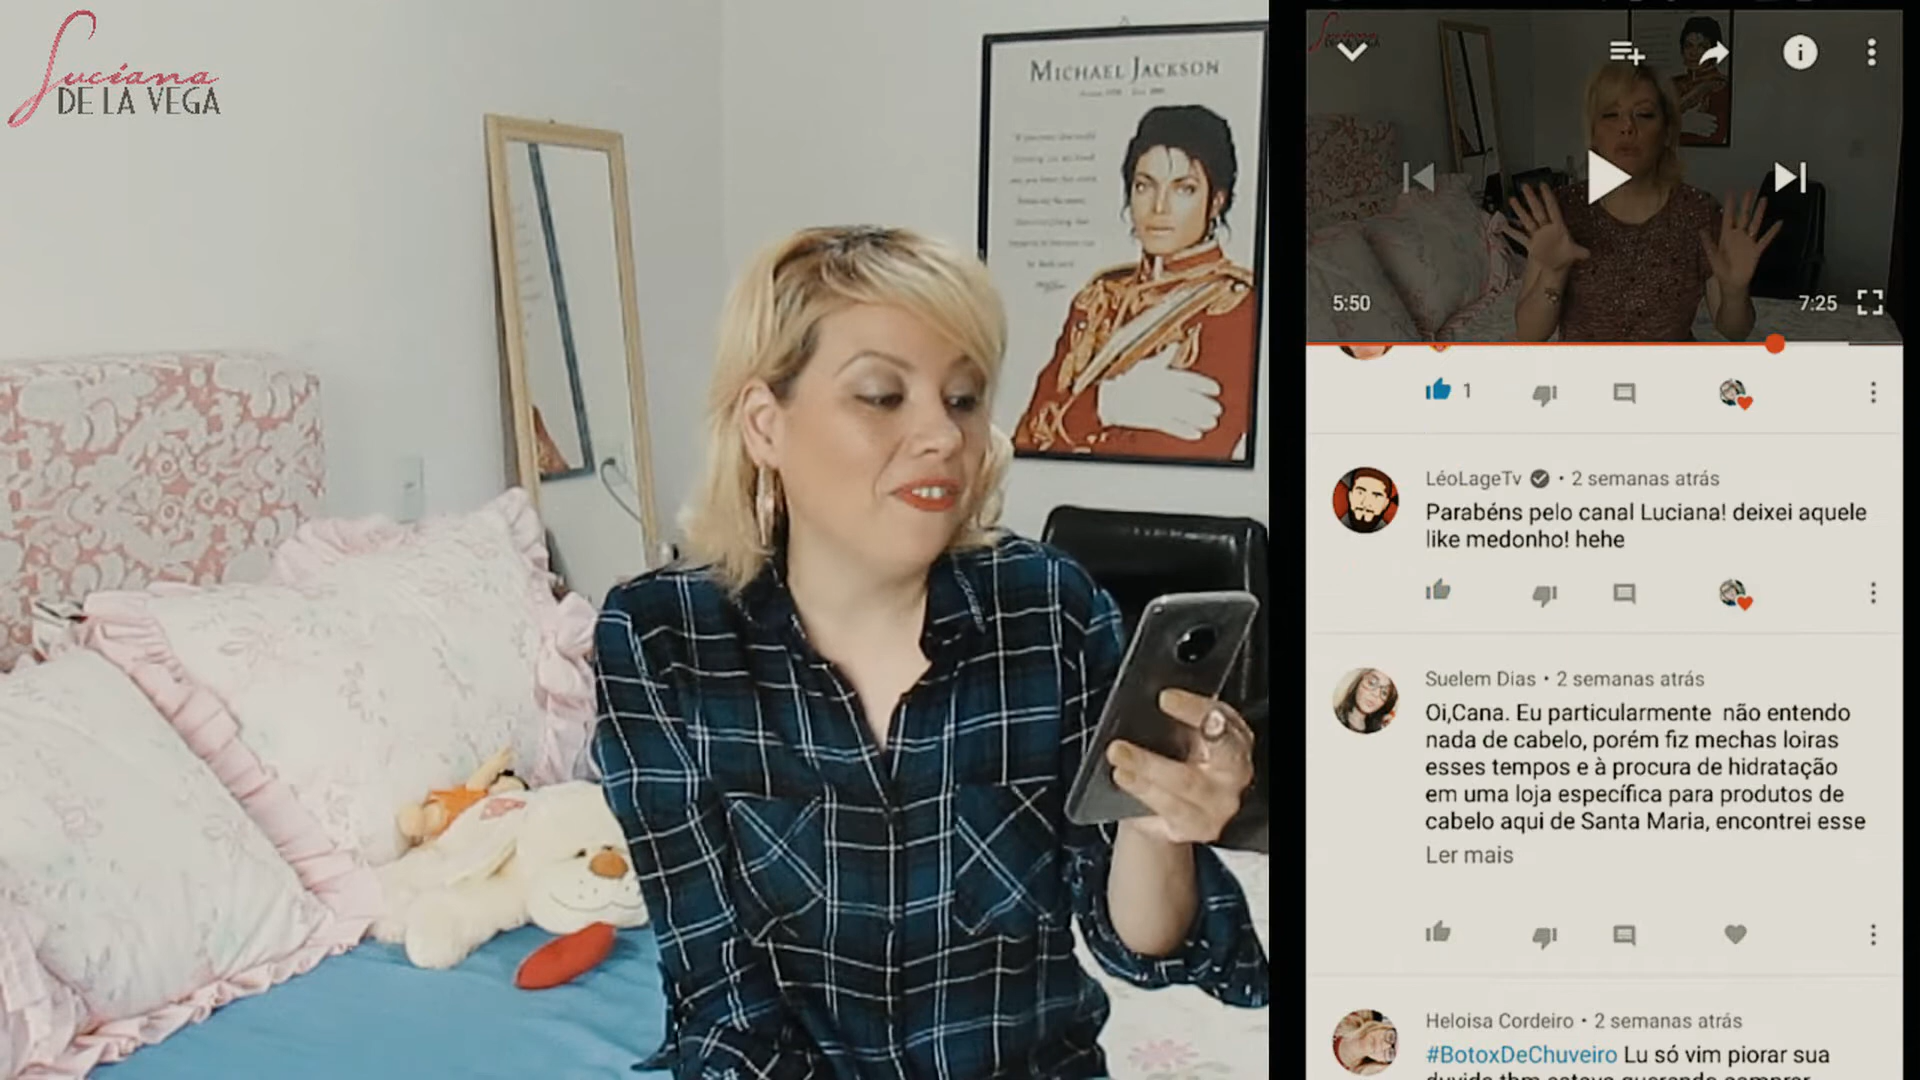 Luciana
DE LA VEGA
MICHAEL JACKSON
5:50
7:25
1
LéoLageTv • 2 semanas atrás
Parabéns pelo canal Luciana! deixei aquele
like medonho! hehe
Suelem Dias • 2 semanas atrás
Oi,Cana. Eu particularmente não entendo
nada de cabelo, porém fiz mechas loiras
esses tempos e à procura de hidratação
em uma loja específica para produtos de
cabelo aqui de Santa Maria, encontrei esse
Ler mais
Heloisa Cordeiro • 2 semanas atrás
#BotoxDeChuveiro Lu só vim piorar sua